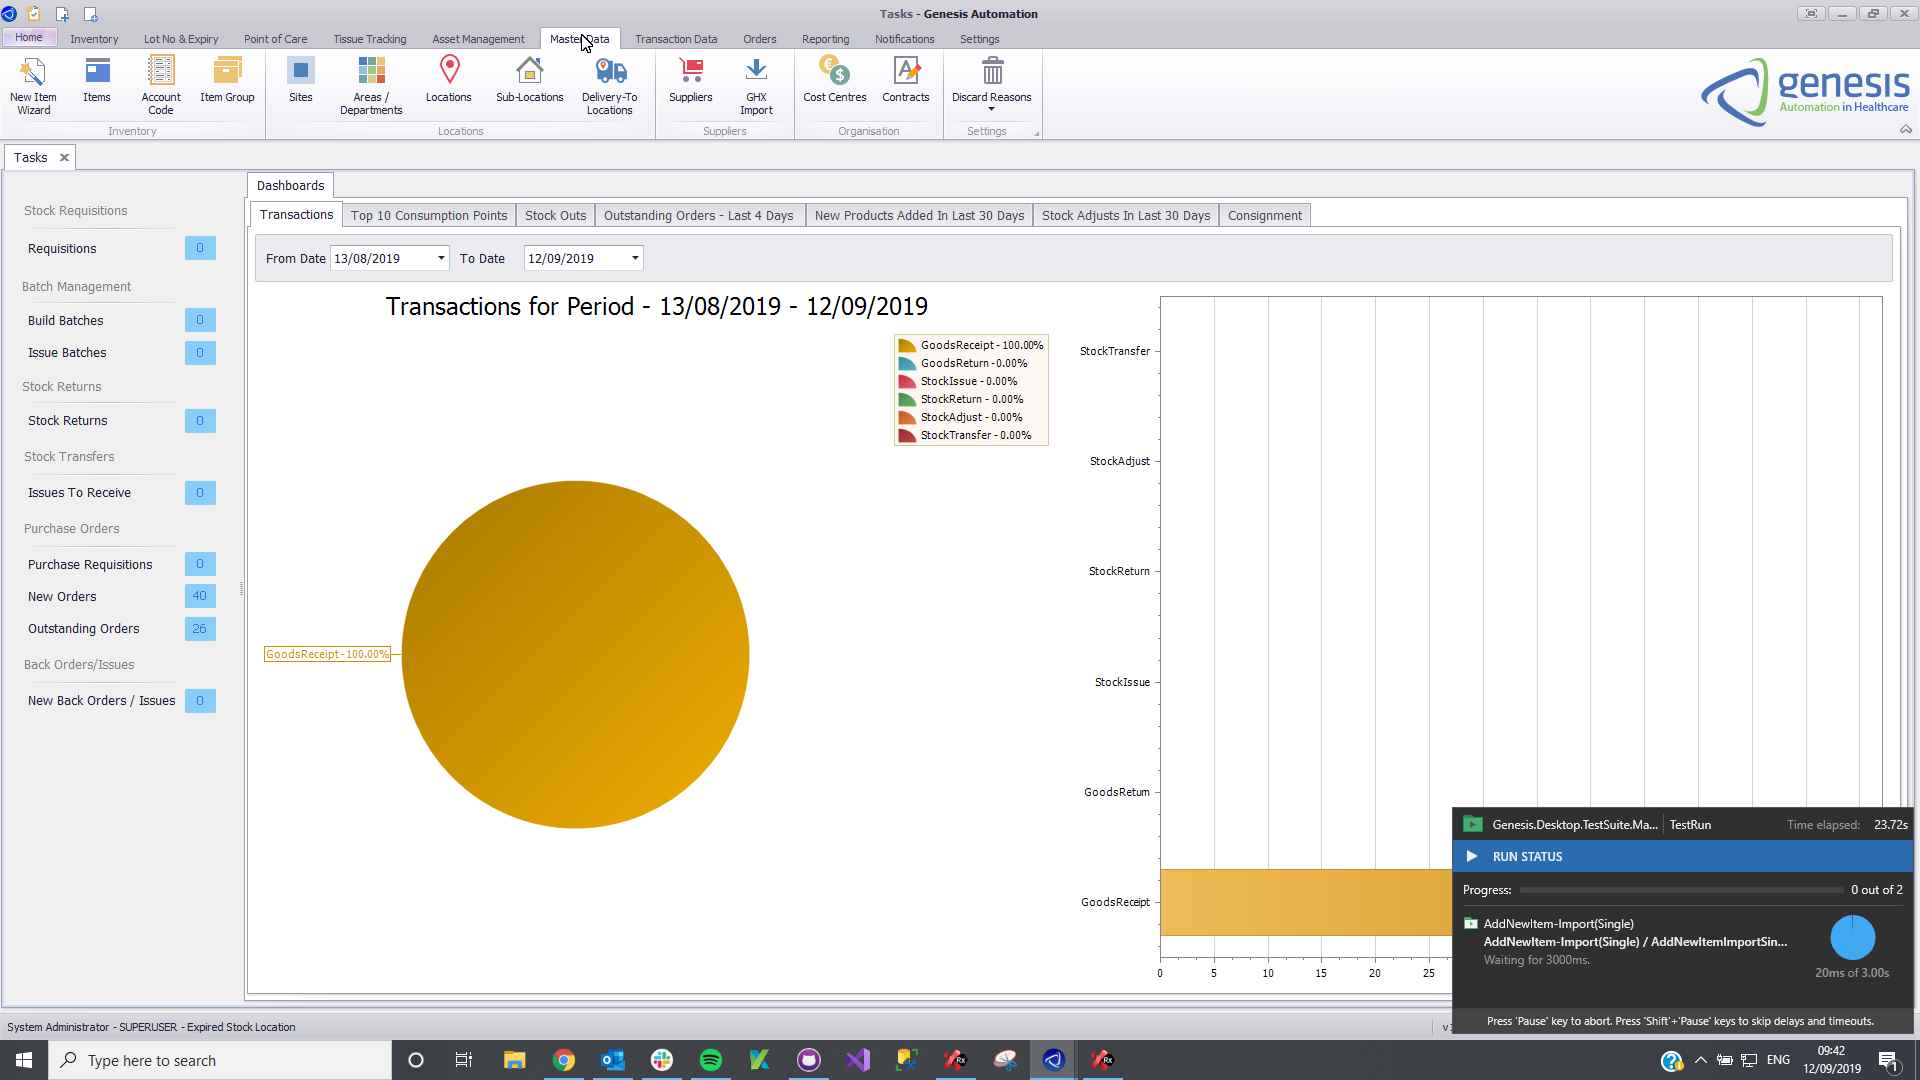 Tasks - Genesis Automation
Home Inventory Lot No & Expiry Point of Care Tissue Tracking Asset Management Master Data Transaction Data Orders Reporting Notifications Settings
New Item Wizard Items Account Code Item Group Sites Areas / Departments Locations Sub-Locations Delivery-To Locations Suppliers GHX Import Cost Centres Contracts Discard Reasons
Inventory Locations Suppliers Organisation Settings
genesis
Automation in Healthcare
Tasks
Dashboards
Transactions Top 10 Consumption Points Stock Outs Outstanding Orders - Last 4 Days New Products Added In Last 30 Days Stock Adjusts In Last 30 Days Consignment
From Date 13/08/2019 To Date 12/09/2019
Stock Requisitions
Requisitions 0
Batch Management
Build Batches 0
Issue Batches 0
Stock Returns
Stock Returns 0
Stock Transfers
Issues To Receive 0
Purchase Orders
Purchase Requisitions 0
New Orders 40
Outstanding Orders 26
Back Orders/Issues
New Back Orders / Issues 0
Transactions for Period - 13/08/2019 - 12/09/2019
GoodsReceipt - 100.00%
GoodsReturn - 0.00%
StockIssue - 0.00%
StockReturn - 0.00%
StockAdjust - 0.00%
StockTransfer - 0.00%
GoodsReceipt - 100.00%
StockTransfer
StockAdjust
StockReturn
StockIssue
GoodsReturn
GoodsReceipt
0 5 10 15 20 25
Genesis.Desktop.TestSuite.Ma... TestRun Time elapsed: 23.72s
RUN STATUS
Progress: 0 out of 2
AddNewItem-Import(Single)
AddNewItem-Import(Single) / AddNewItemImportSin...
Waiting for 3000ms.
20ms of 3.00s
Press 'Pause' key to abort. Press 'Shift'+'Pause' keys to skip delays and timeouts.
System Administrator - SUPERUSER - Expired Stock Location
Type here to search
ENG
09:42
12/09/2019
1